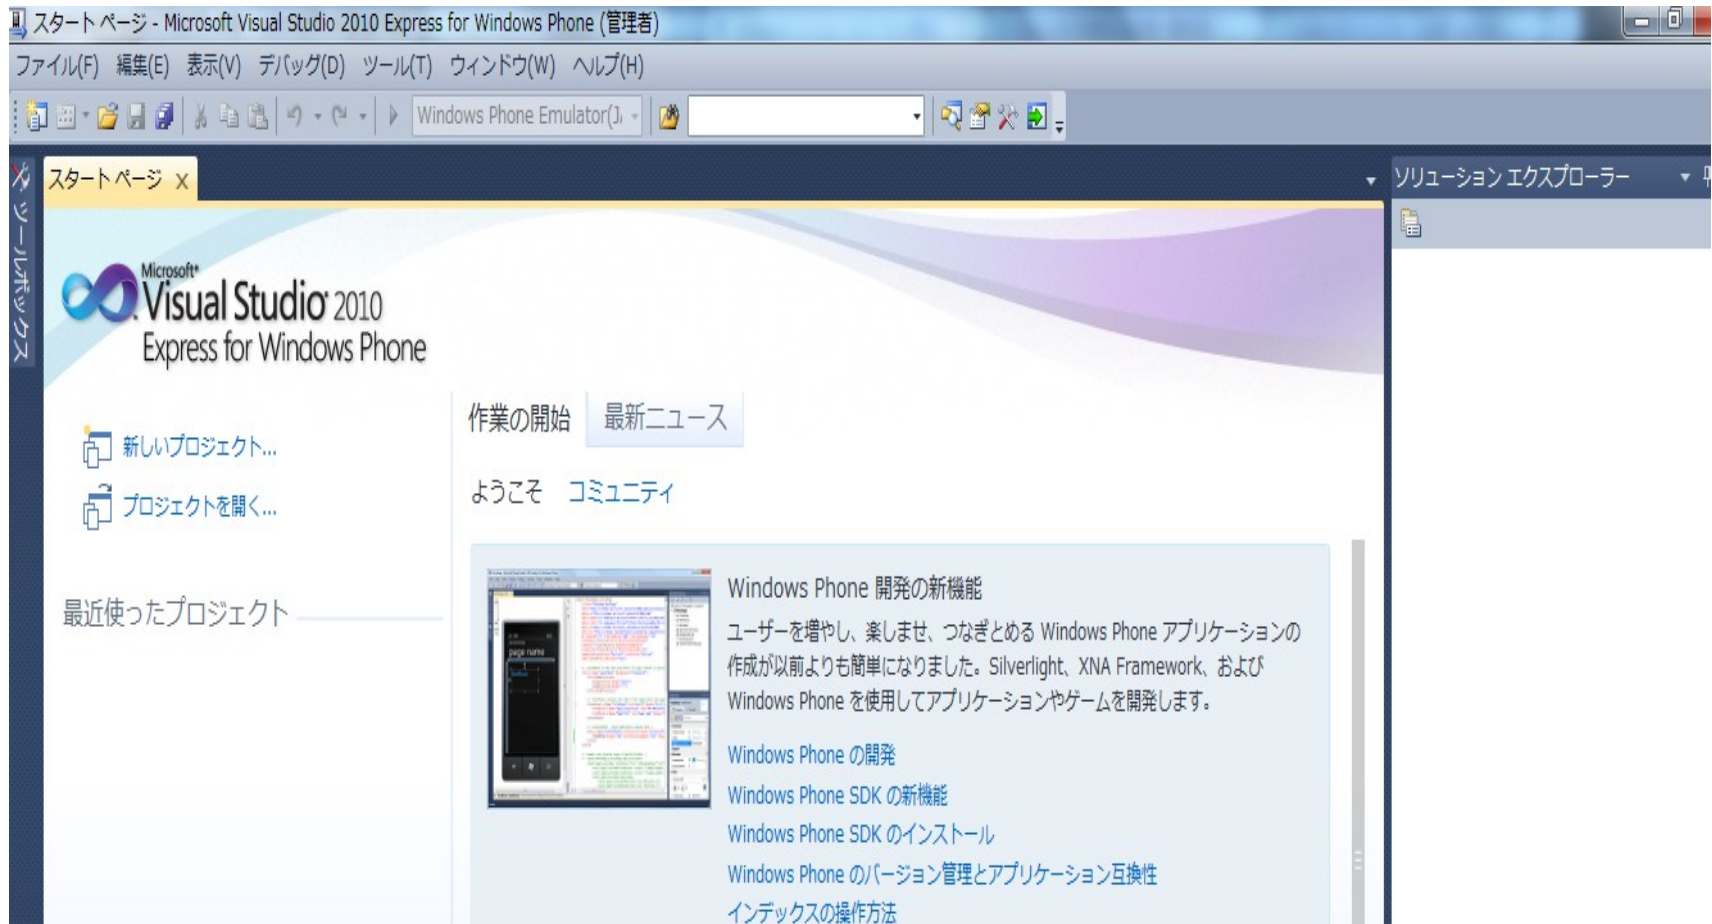 スタート ページ - Microsoft Visual Studio 2010 Express for Windows Phone (管理者)
ファイル(F) 編集(E) 表示(V) デバッグ(D) ツール(T) ウィンドウ(W) ヘルプ(H)
Windows Phone Emulator(J
ツールボックス
スタート ページ
ソリューション エクスプローラー
Microsoft
Visual Studio 2010
Express for Windows Phone
新しいプロジェクト...
プロジェクトを開く...
最近使ったプロジェクト
作業の開始 最新ニュース
ようこそ コミュニティ
page name
Windows Phone 開発の新機能
ユーザーを増やし、楽しませ、つなぎとめる Windows Phone アプリケーションの
作成が以前よりも簡単になりました。Silverlight、XNA Framework、および
Windows Phone を使用してアプリケーションやゲームを開発します。
Windows Phone の開発
Windows Phone SDK の新機能
Windows Phone SDK のインストール
Windows Phone のバージョン管理とアプリケーション互換性
インデックスの操作方法